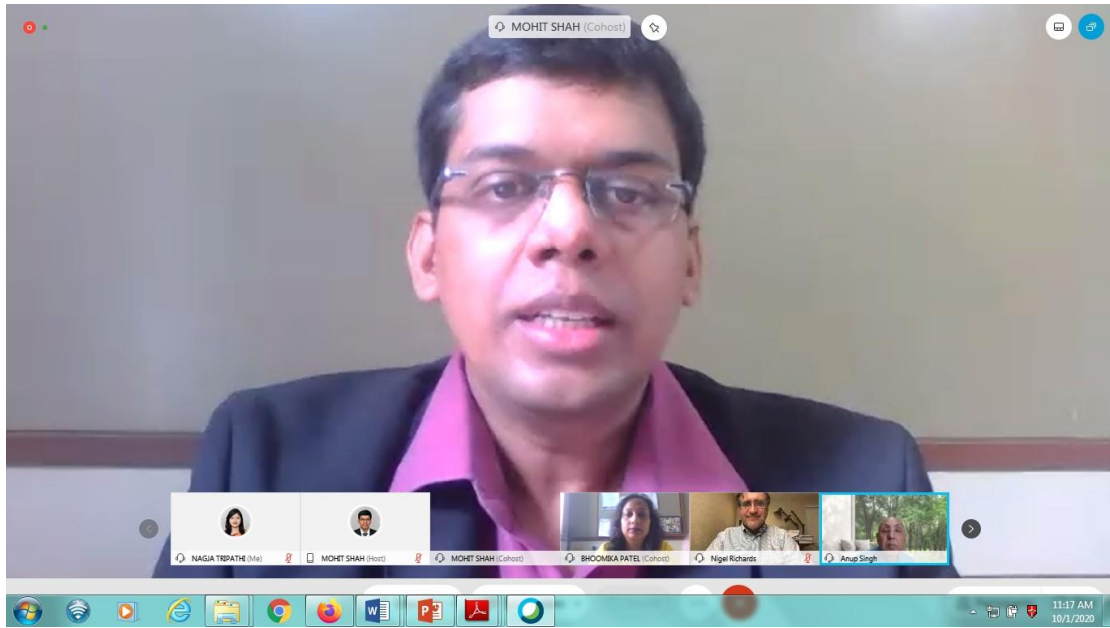 MOHIT SHAH (Cohost)
NAGJA TRIPATHI (Me)
MOHIT SHAH (Host)
MOHIT SHAH (Cohost)
BHOOMIKA PATEL (Cohost)
Nigel Richards
Anup Singh
11:17 AM
10/1/2020